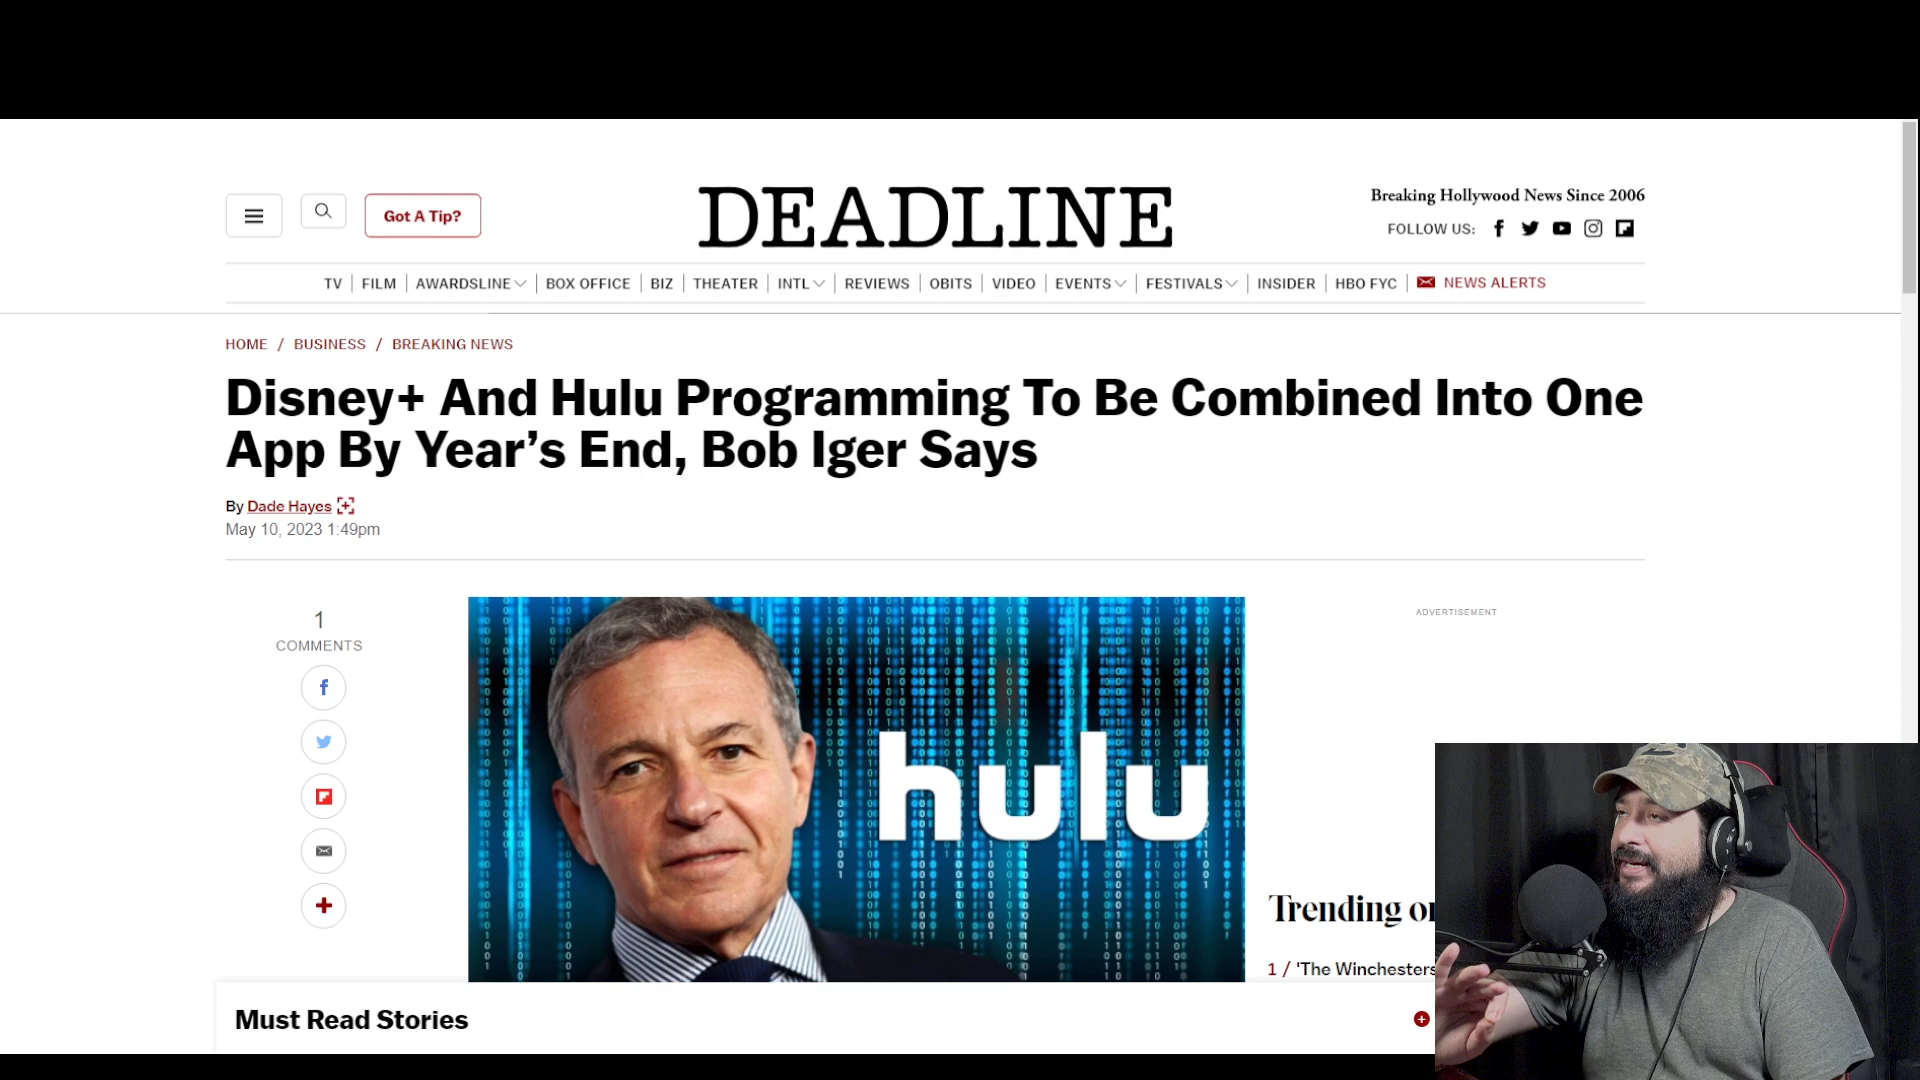 Got A Tip?
DEADLINE
Breaking Hollywood News Since 2006
FOLLOW US:
TV FILM AWARDSLINE BOX OFFICE BIZ THEATER INTL REVIEWS OBITS VIDEO EVENTS FESTIVALS INSIDER HBO FYC NEWS ALERTS
HOME / BUSINESS / BREAKING NEWS
Disney+ And Hulu Programming To Be Combined Into One
App By Year’s End, Bob Iger Says
By Dade Hayes
May 10, 2023 1:49pm
1
COMMENTS
hulu
ADVERTISEMENT
Trending
1 / 'The Winchesters
Must Read Stories